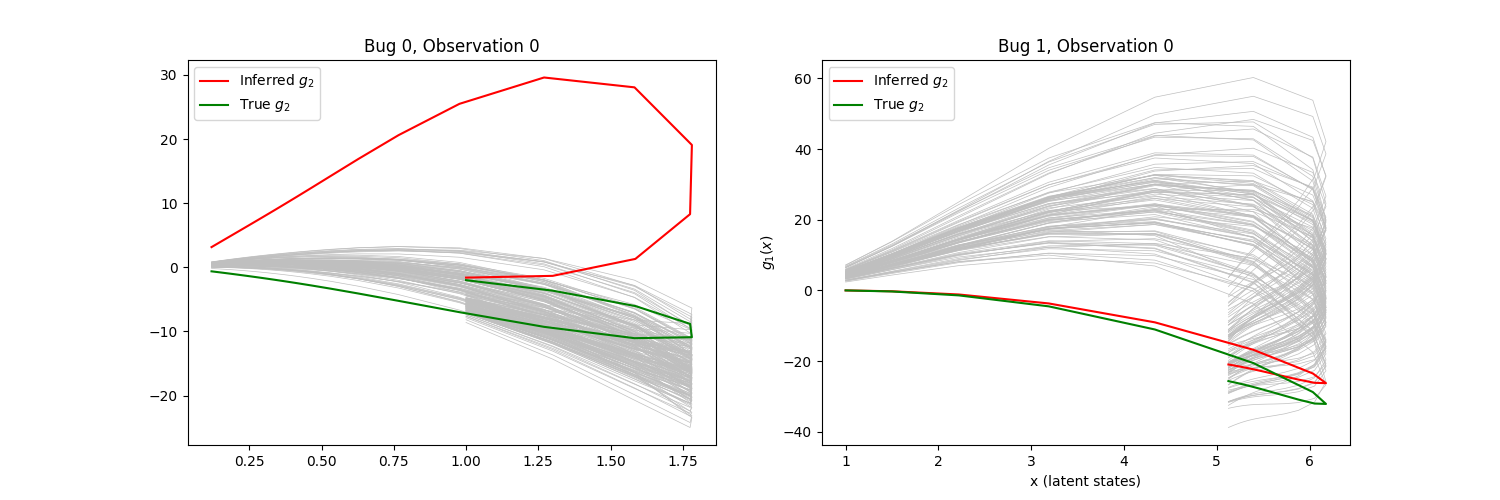 Bug 0, Observation 0
Inferred g₂
True g₂
30
20
10
0
−10
−20
0.25 0.50 0.75 1.00 1.25 1.50 1.75
Bug 1, Observation 0
Inferred g₂
True g₂
g₁(x)
60
40
20
0
−20
−40
1 2 3 4 5 6
x (latent states)